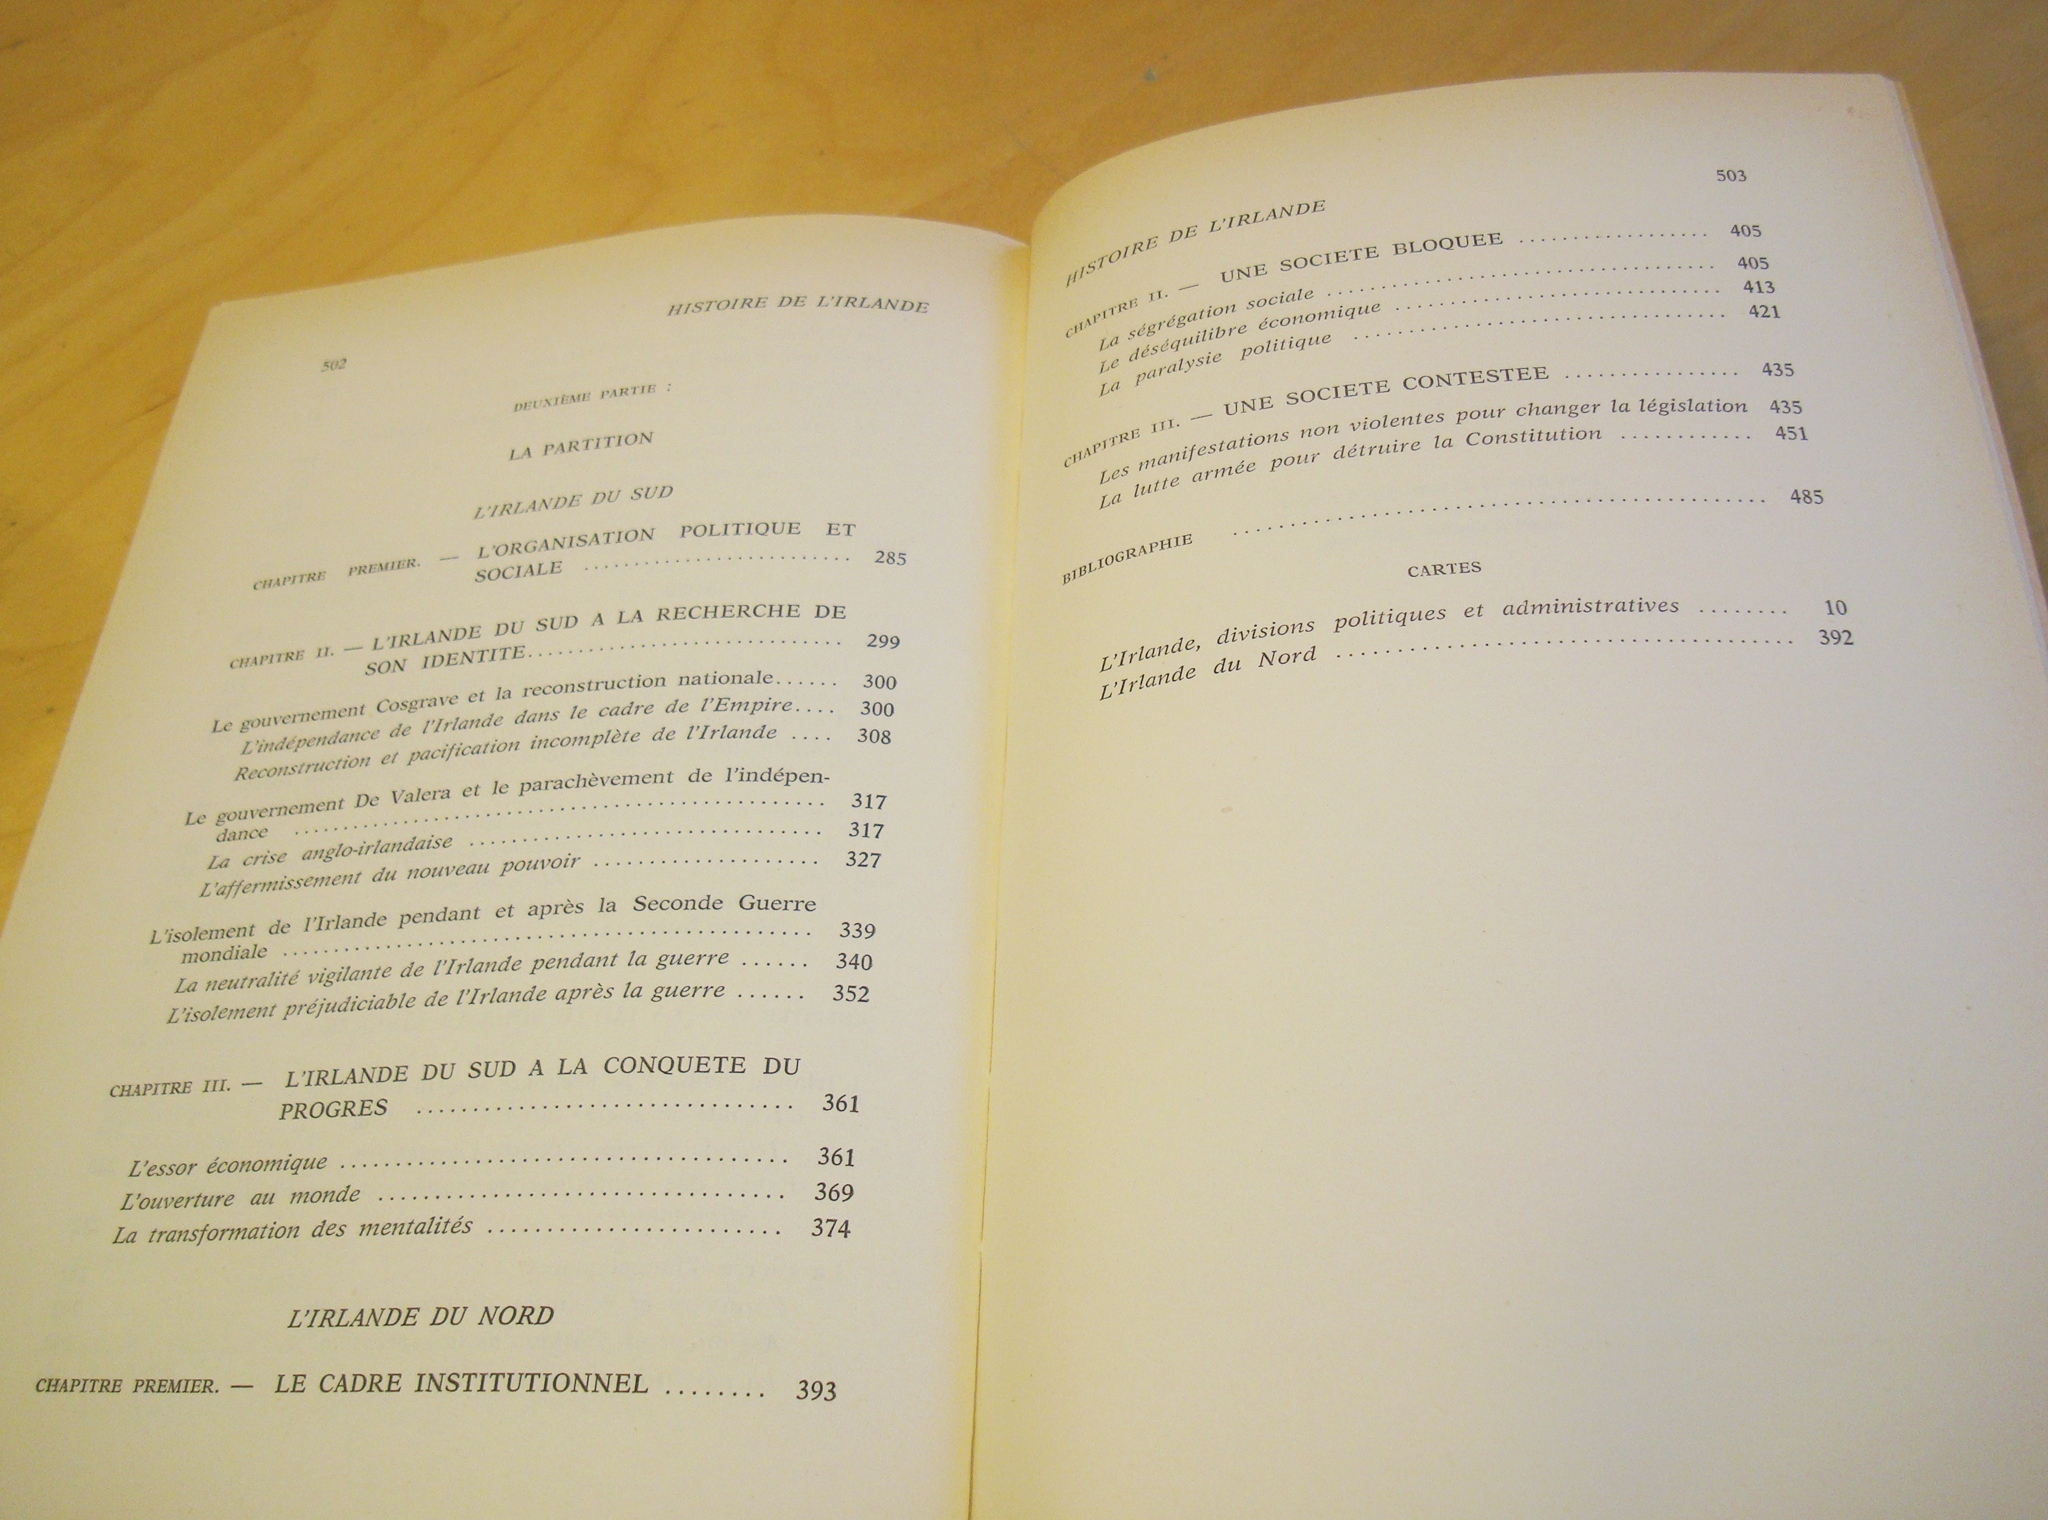 502
HISTOIRE DE L'IRLANDE
DEUXIÈME PARTIE :
LA PARTITION
L'IRLANDE DU SUD
CHAPITRE PREMIER. — L'ORGANISATION POLITIQUE ET
SOCIALE .......................... 285
CHAPITRE II. — L'IRLANDE DU SUD A LA RECHERCHE DE
SON IDENTITE............................... 299
Le gouvernement Cosgrave et la reconstruction nationale...... 300
L'indépendance de l'Irlande dans le cadre de l'Empire.... 300
Reconstruction et pacification incomplète de l'Irlande .... 308
Le gouvernement De Valera et le parachèvement de l'indépen-
dance .................................................... 317
La crise anglo-irlandaise .................................. 317
L'affermissement du nouveau pouvoir ..................... 327
L'isolement de l'Irlande pendant et après la Seconde Guerre
mondiale .................................................. 339
La neutralité vigilante de l'Irlande pendant la guerre ...... 340
L'isolement préjudiciable de l'Irlande après la guerre ...... 352
CHAPITRE III. — L'IRLANDE DU SUD A LA CONQUETE DU
PROGRES .................................. 361
L'essor économique ........................................ 361
L'ouverture au monde ..................................... 369
La transformation des mentalités .......................... 374
L'IRLANDE DU NORD
CHAPITRE PREMIER. — LE CADRE INSTITUTIONNEL ........ 393
HISTOIRE DE L'IRLANDE
503
CHAPITRE II. — UNE SOCIETE BLOQUEE .................. 405
La ségrégation sociale ..................................... 405
Le déséquilibre économique ............................... 413
La paralysie politique .................................... 421
CHAPITRE III. — UNE SOCIETE CONTESTEE ................ 435
Les manifestations non violentes pour changer la législation 435
La lutte armée pour détruire la Constitution ............ 451
BIBLIOGRAPHIE ............................................... 485
CARTES
L'Irlande, divisions politiques et administratives ........ 10
L'Irlande du Nord ......................................... 392